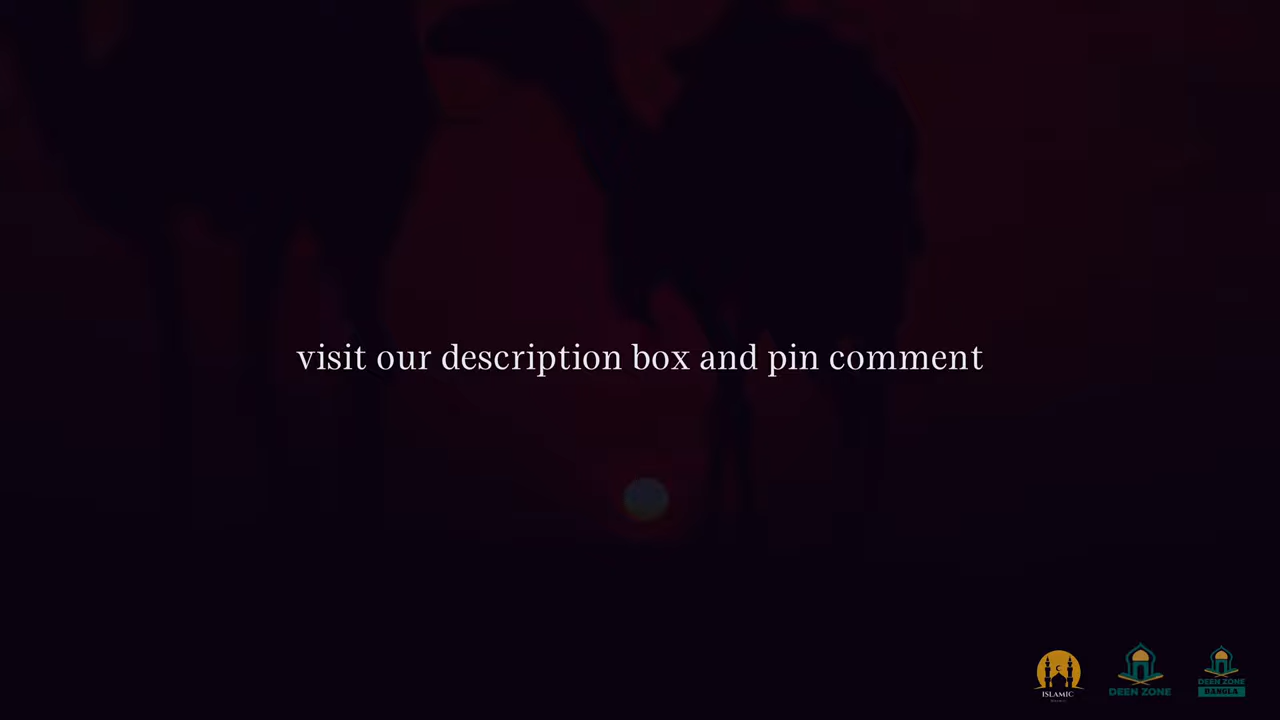 visit our description box and pin comment
ISLAMIC
DEEN ZONE
DEEN ZONE
BANGLA